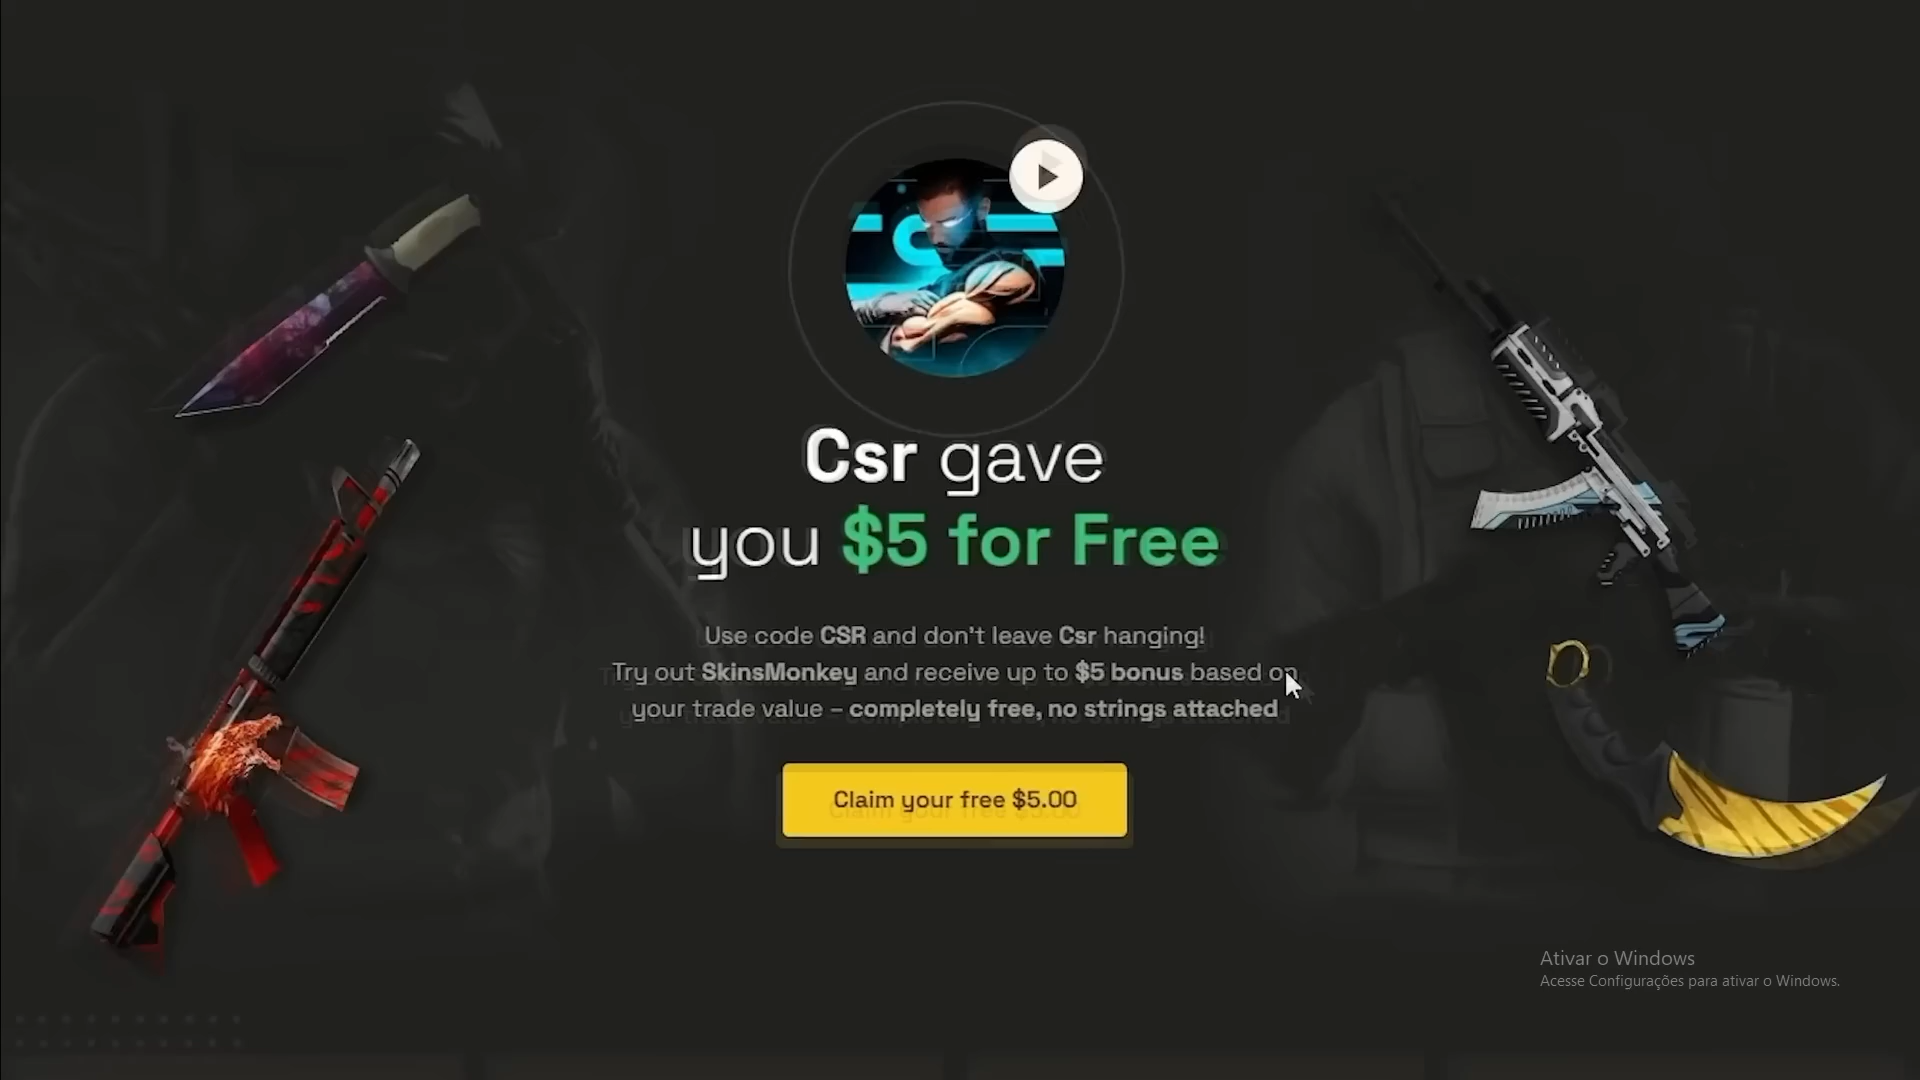 Csr gave
you $5 for Free
Use code CSR and don't leave Csr hanging!
Try out SkinsMonkey and receive up to $5 bonus based on
your trade value – completely free, no strings attached
Claim your free $5.00
Ativar o Windows
Acesse Configurações para ativar o Windows.